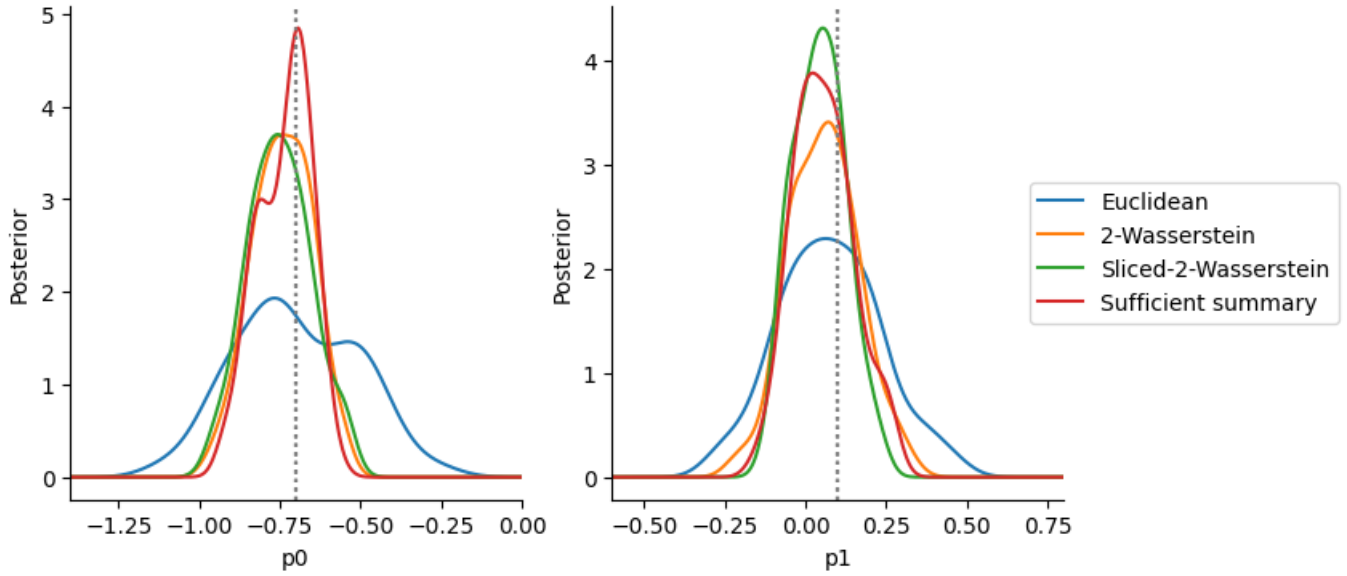 5
4
3
2
1
0
Posterior
−1.25
−1.00
−0.75
−0.50
−0.25
0.00
p0
4
3
2
1
0
Posterior
−0.50
−0.25
0.00
0.25
0.50
0.75
p1
Euclidean
2-Wasserstein
Sliced-2-Wasserstein
Sufficient summary